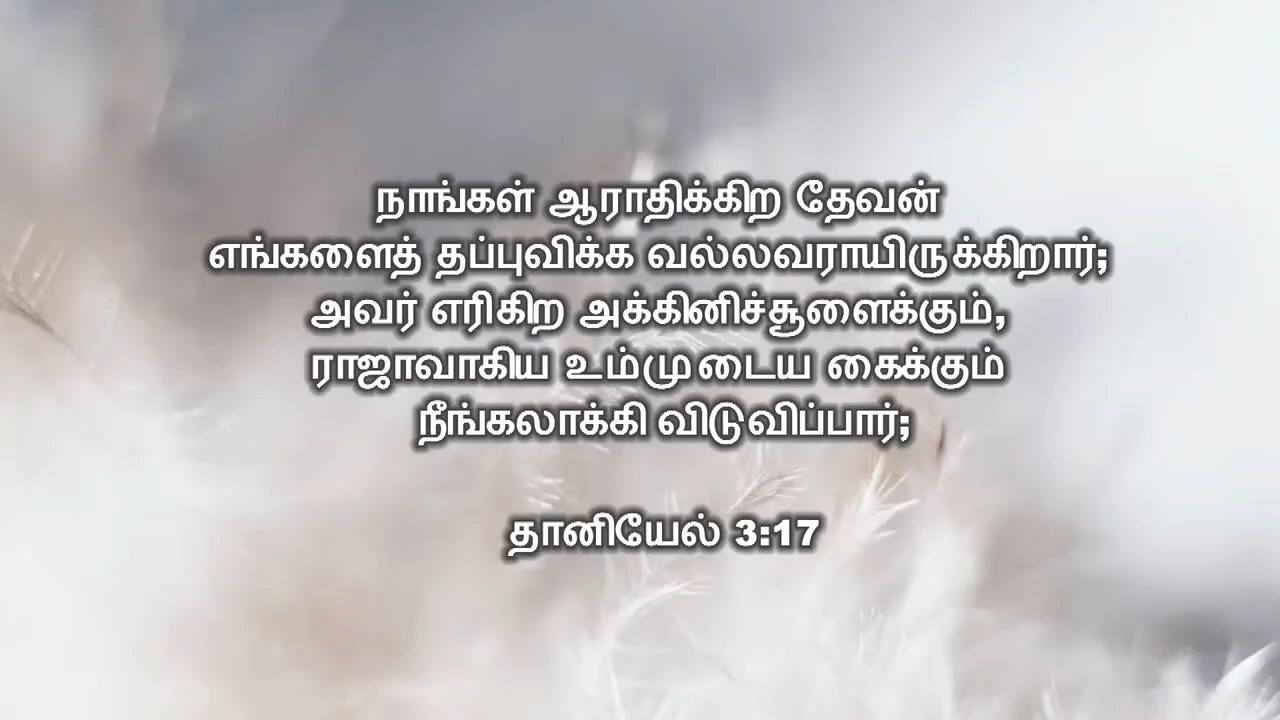 நாங்கள் ஆராதிக்கிற தேவன்
எங்களைத் தப்புவிக்க வல்லவராயிருக்கிறார்;
அவர் எரிகிற அக்கினிச்சூளைக்கும்,
ராஜாவாகிய உம்முடைய கைக்கும்
நீங்கலாக்கி விடுவிப்பார்;
தானியேல் 3:17